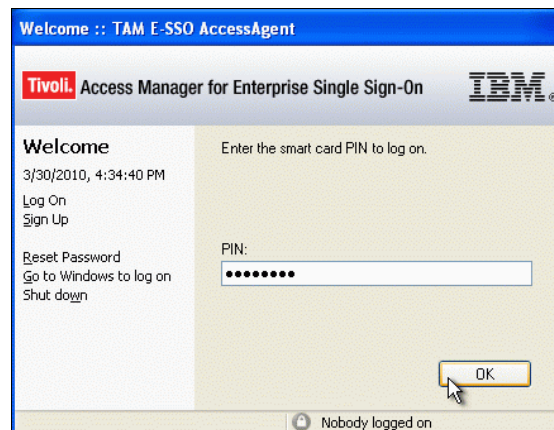 Welcome :: TAM E-SSO AccessAgent
Tivoli. Access Manager for Enterprise Single Sign-On IBM®
Welcome
3/30/2010, 4:34:40 PM
Log On
Sign Up
Reset Password
Go to Windows to log on
Shut down
Enter the smart card PIN to log on.
PIN:
••••••••
OK
Nobody logged on